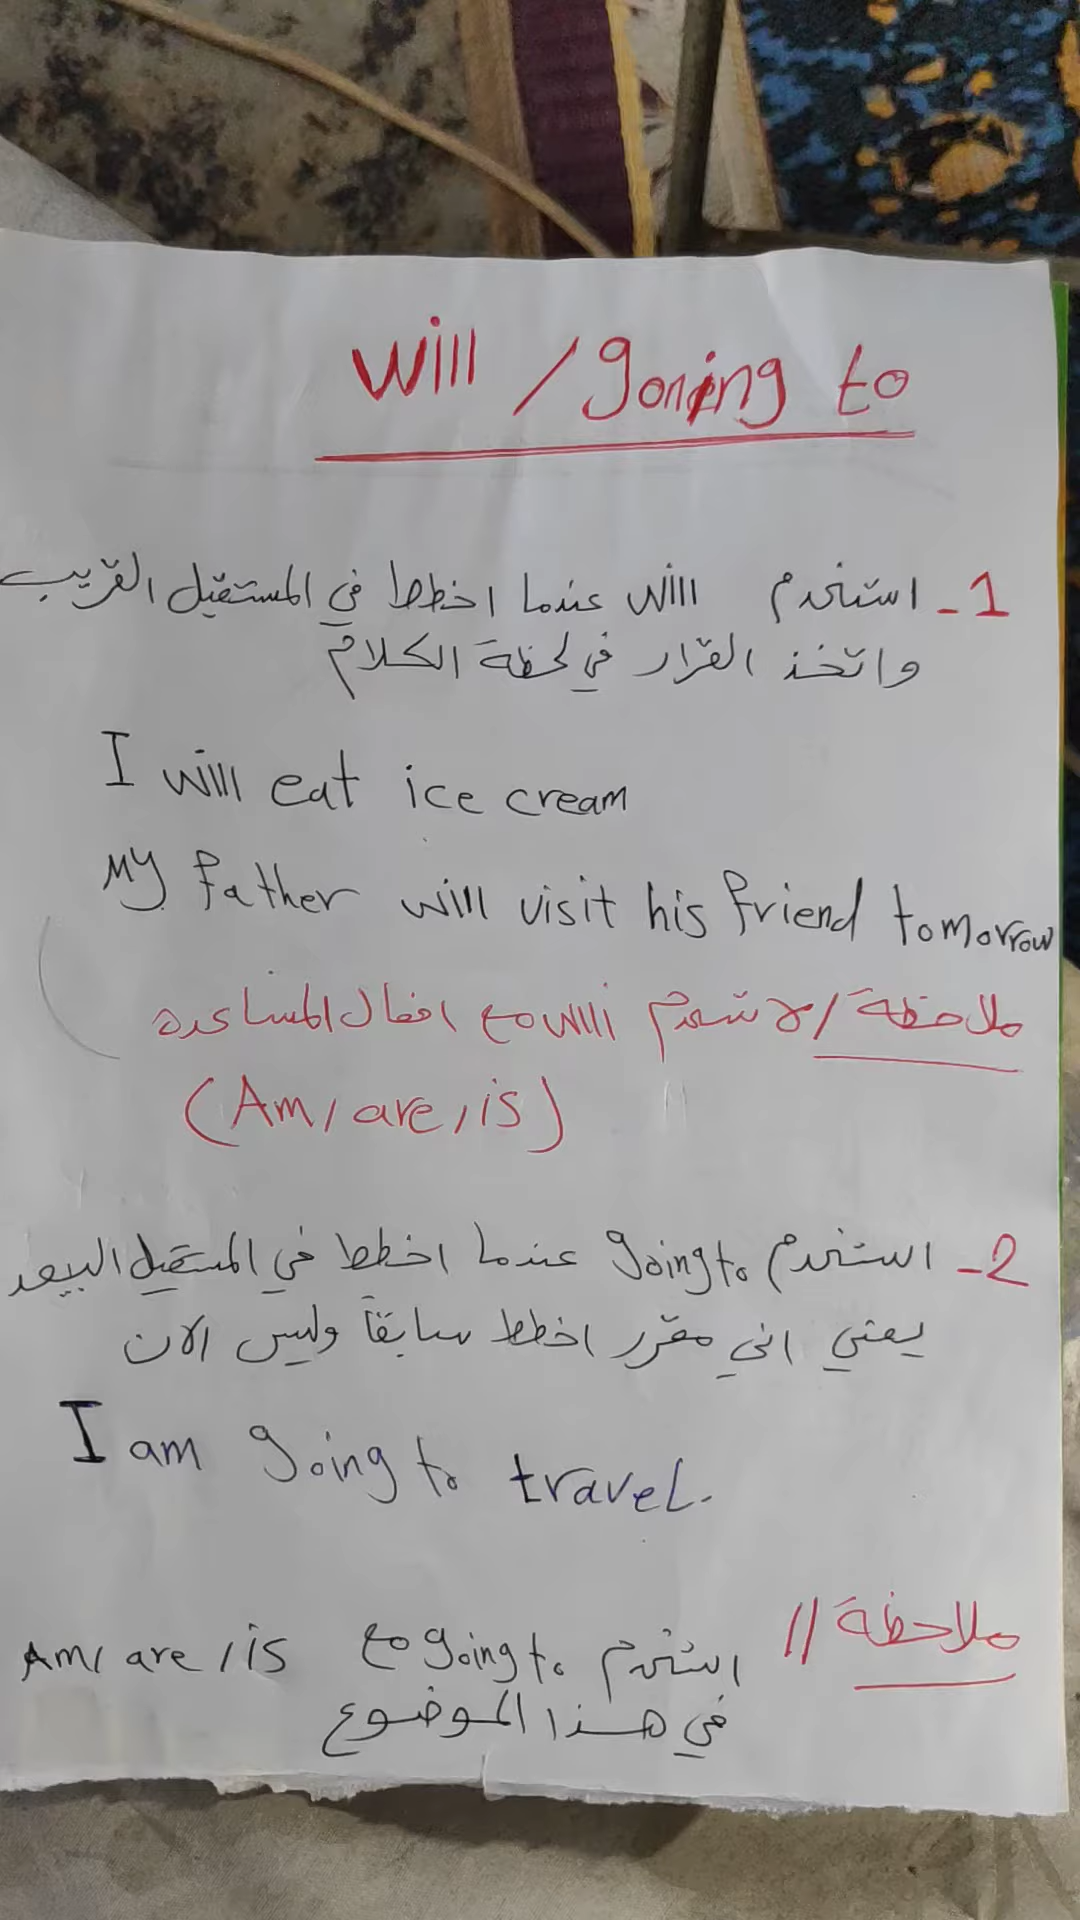 will / going to
1- استخدم will عندما اخطط في المستقبل القريب
واتخذ القرار في لحظة الكلام
I will eat ice cream
My father will visit his friend tomorrow
ملاحظة / لا تستخدم will مع افعال المساعدة
(Am / are / is)
2- استخدم going to عندما اخطط في المستقبل البعيد
يعني اني مقرر اخطط سابقاً وليس الان
I am going to travel.
ملاحظة // استخدم going to مع Am / are / is
في هذا الموضوع